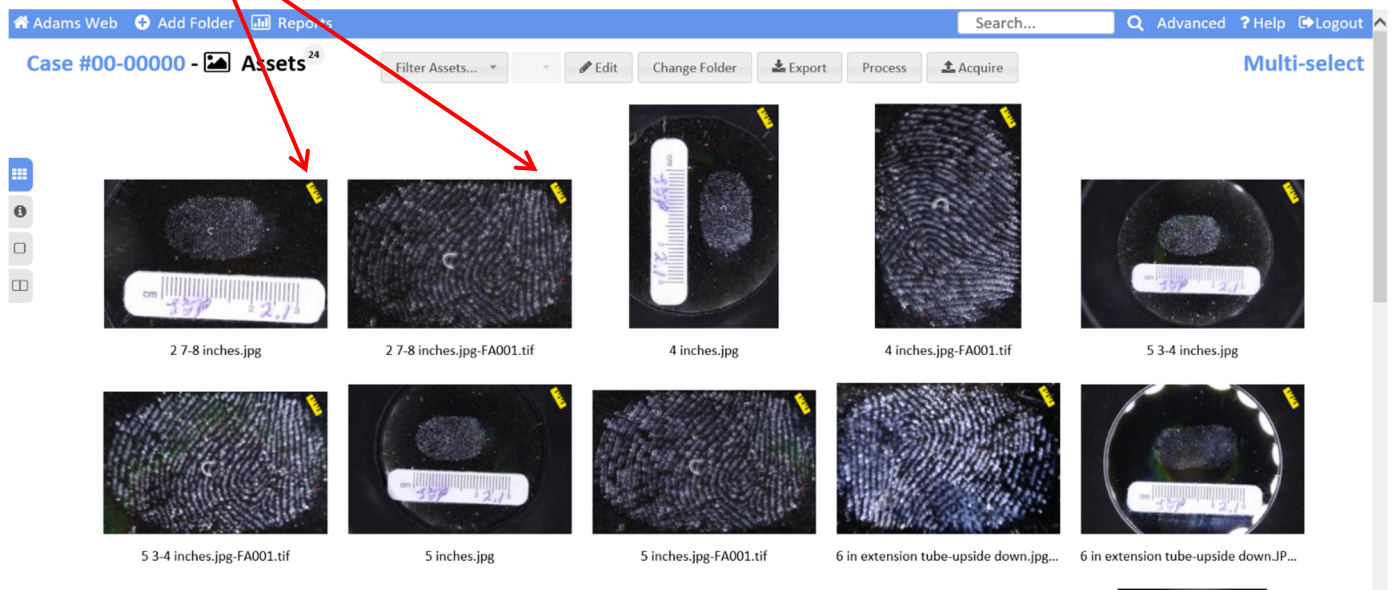 Adams Web Add Folder Reports Search... Advanced ? Help Logout
Case #00-00000 - Assets 24
Filter Assets... Edit Change Folder Export Process Acquire
Multi-select
2 7-8 inches.jpg 2 7-8 inches.jpg-FA001.tif 4 inches.jpg 4 inches.jpg-FA001.tif 5 3-4 inches.jpg
5 3-4 inches.jpg-FA001.tif 5 inches.jpg 5 inches.jpg-FA001.tif 6 in extension tube-upside down.jpg... 6 in extension tube-upside down.JP...